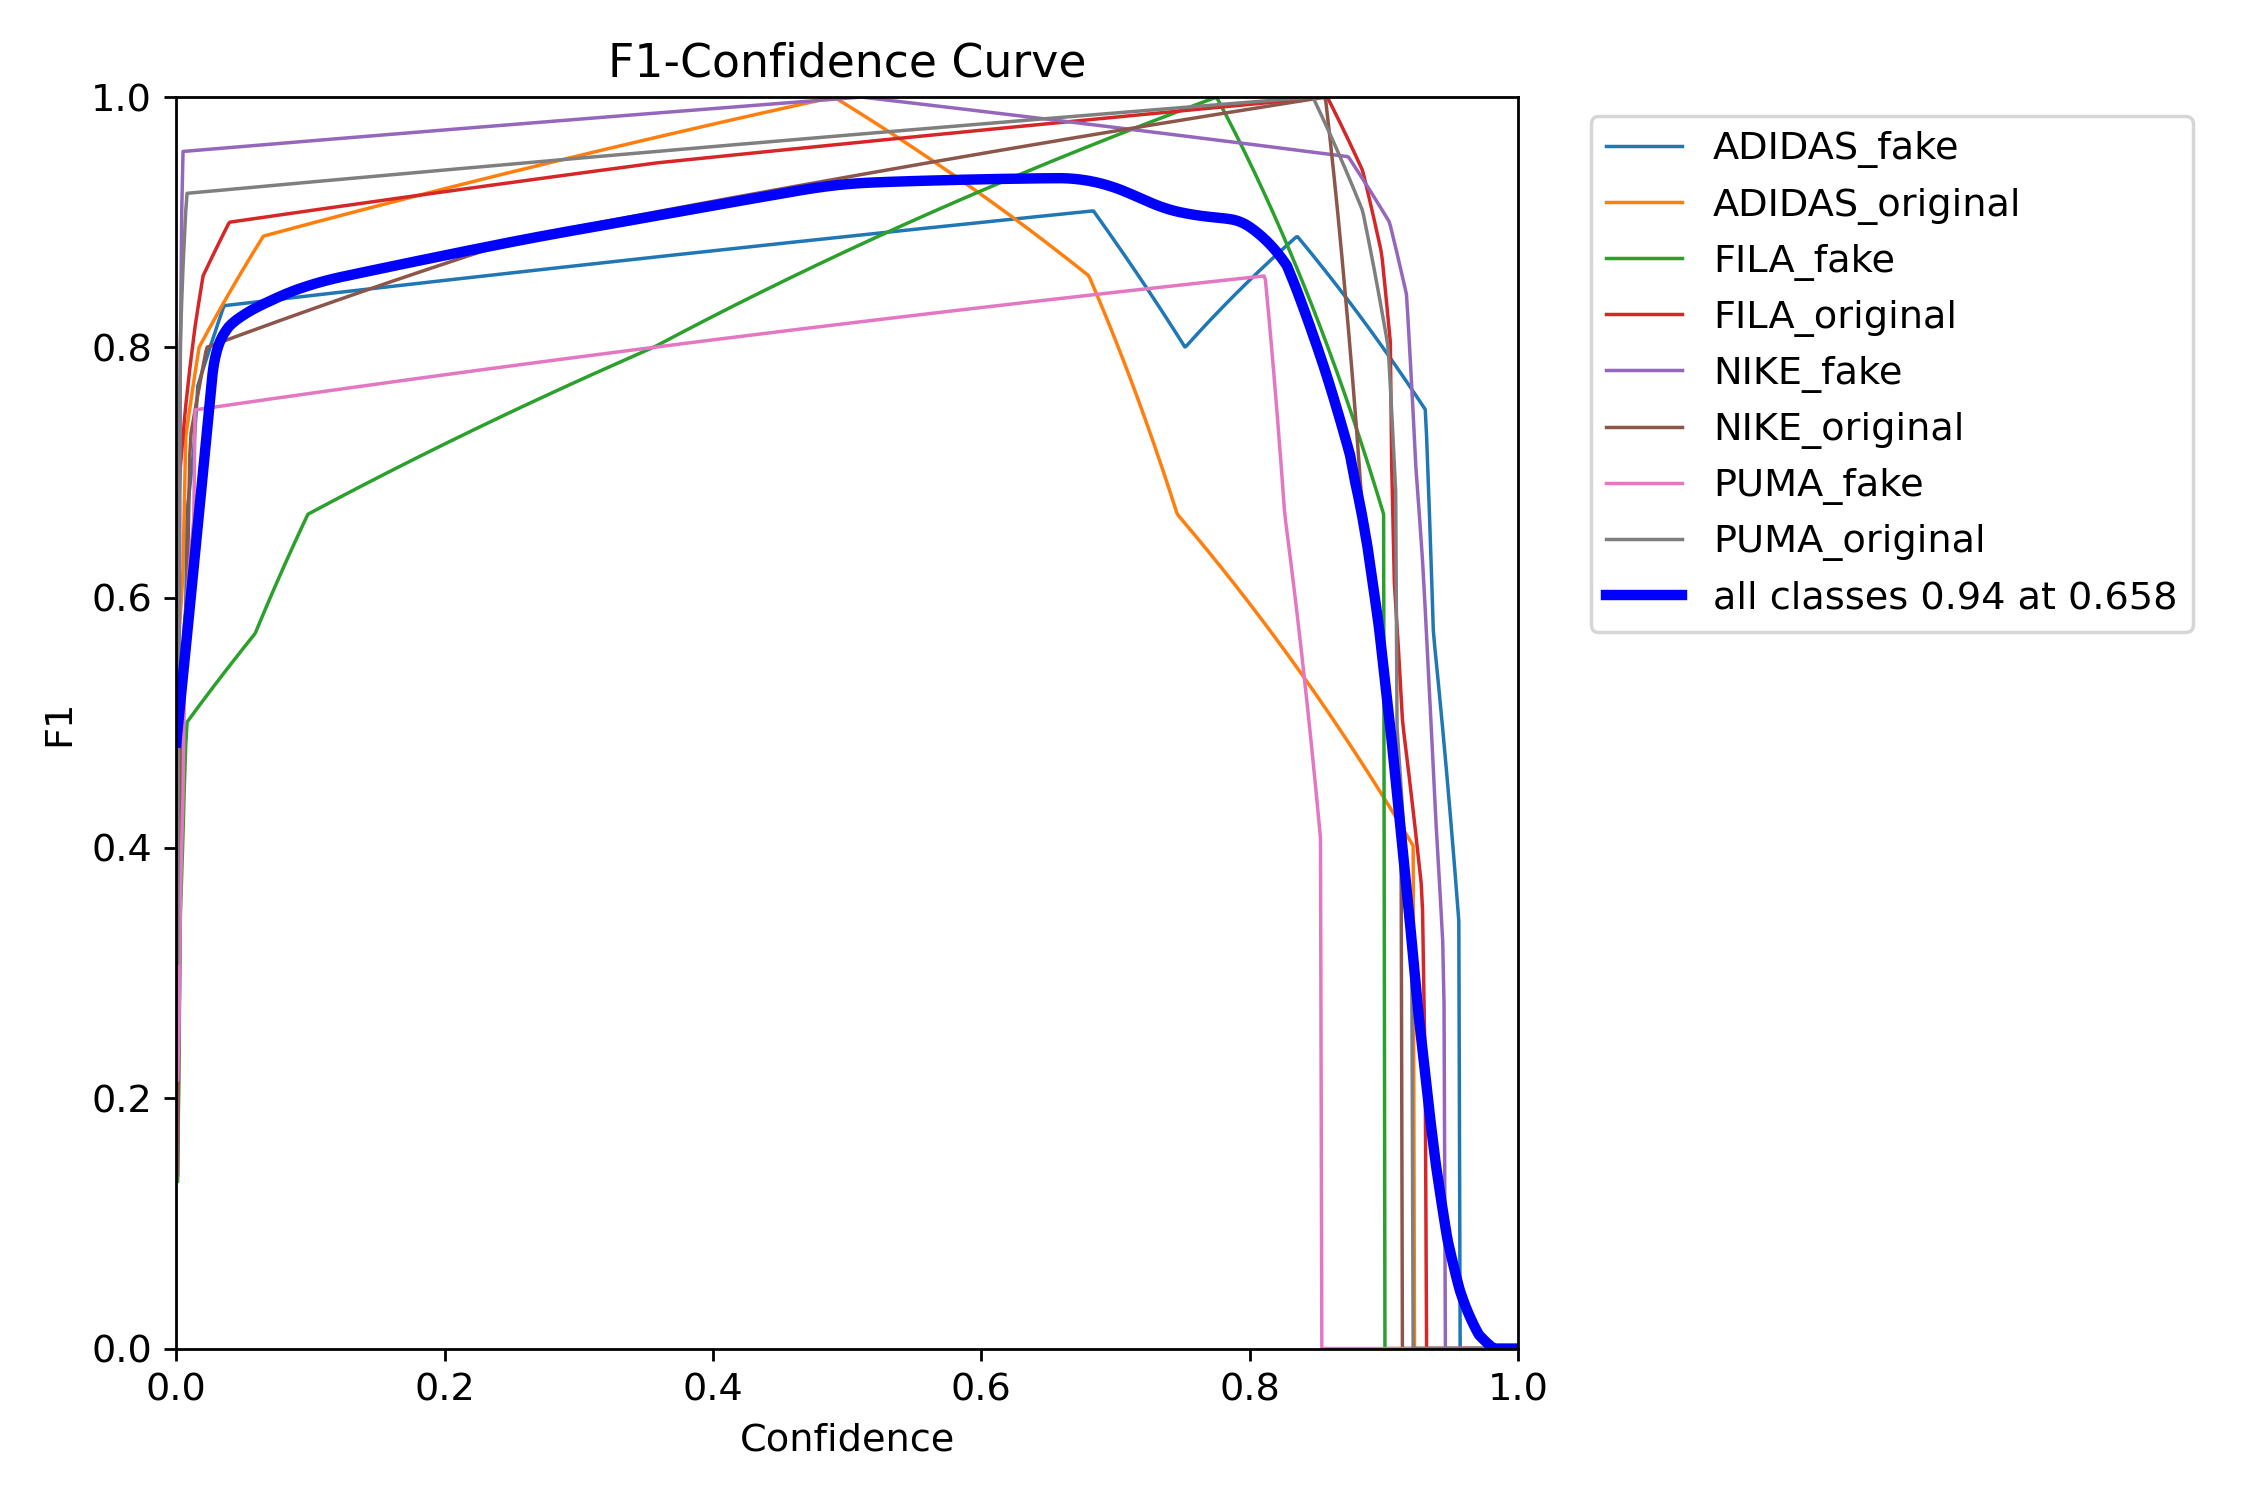 F1-Confidence Curve
1.0
0.8
0.6
0.4
0.2
0.0
F1
0.0 0.2 0.4 0.6 0.8 1.0
Confidence
ADIDAS_fake
ADIDAS_original
FILA_fake
FILA_original
NIKE_fake
NIKE_original
PUMA_fake
PUMA_original
all classes 0.94 at 0.658